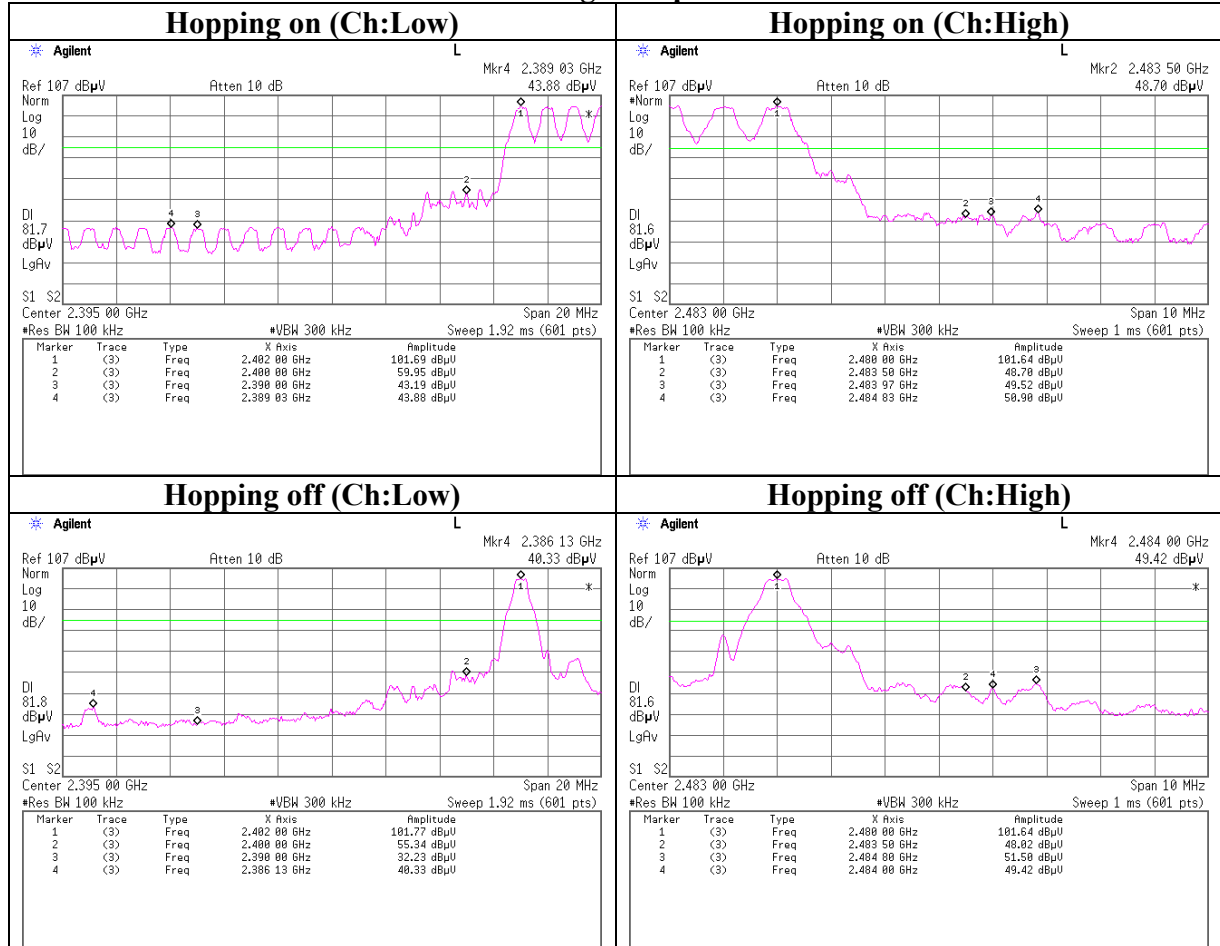 Hopping on (Ch:Low)
Agilent
L
Mkr4 2.389 03 GHz
Ref 107 dBµV
Atten 10 dB
43.88 dBµV
Norm
Log
10
dB/
1
*
2
4
3
DI
81.7
dBµV
LgAv
S1 S2
Center 2.395 00 GHz
Span 20 MHz
#Res BW 100 kHz
#VBW 300 kHz
Sweep 1.92 ms (601 pts)
Marker Trace Type X Axis Amplitude
1 (3) Freq 2.402 00 GHz 101.69 dBµV
2 (3) Freq 2.400 00 GHz 59.95 dBµV
3 (3) Freq 2.390 00 GHz 43.19 dBµV
4 (3) Freq 2.389 03 GHz 43.88 dBµV
Hopping on (Ch:High)
Agilent
L
Mkr2 2.483 50 GHz
Ref 107 dBµV
Atten 10 dB
48.70 dBµV
#Norm
Log
10
dB/
1
2
3
4
DI
81.6
dBµV
LgAv
S1 S2
Center 2.483 00 GHz
Span 10 MHz
#Res BW 100 kHz
#VBW 300 kHz
Sweep 1 ms (601 pts)
Marker Trace Type X Axis Amplitude
1 (3) Freq 2.480 00 GHz 101.64 dBµV
2 (3) Freq 2.483 50 GHz 48.70 dBµV
3 (3) Freq 2.483 97 GHz 49.52 dBµV
4 (3) Freq 2.484 83 GHz 50.90 dBµV
Hopping off (Ch:Low)
Agilent
L
Mkr4 2.386 13 GHz
Ref 107 dBµV
Atten 10 dB
40.33 dBµV
Norm
Log
10
dB/
1
*
2
4
3
DI
81.8
dBµV
LgAv
S1 S2
Center 2.395 00 GHz
Span 20 MHz
#Res BW 100 kHz
#VBW 300 kHz
Sweep 1.92 ms (601 pts)
Marker Trace Type X Axis Amplitude
1 (3) Freq 2.402 00 GHz 101.77 dBµV
2 (3) Freq 2.400 00 GHz 55.34 dBµV
3 (3) Freq 2.390 00 GHz 32.23 dBµV
4 (3) Freq 2.386 13 GHz 40.33 dBµV
Hopping off (Ch:High)
Agilent
L
Mkr4 2.484 00 GHz
Ref 107 dBµV
Atten 10 dB
49.42 dBµV
Norm
Log
10
dB/
1
*
2
4
3
DI
81.6
dBµV
LgAv
S1 S2
Center 2.483 00 GHz
Span 10 MHz
#Res BW 100 kHz
#VBW 300 kHz
Sweep 1 ms (601 pts)
Marker Trace Type X Axis Amplitude
1 (3) Freq 2.480 00 GHz 101.64 dBµV
2 (3) Freq 2.483 50 GHz 48.02 dBµV
3 (3) Freq 2.484 80 GHz 51.50 dBµV
4 (3) Freq 2.484 00 GHz 49.42 dBµV